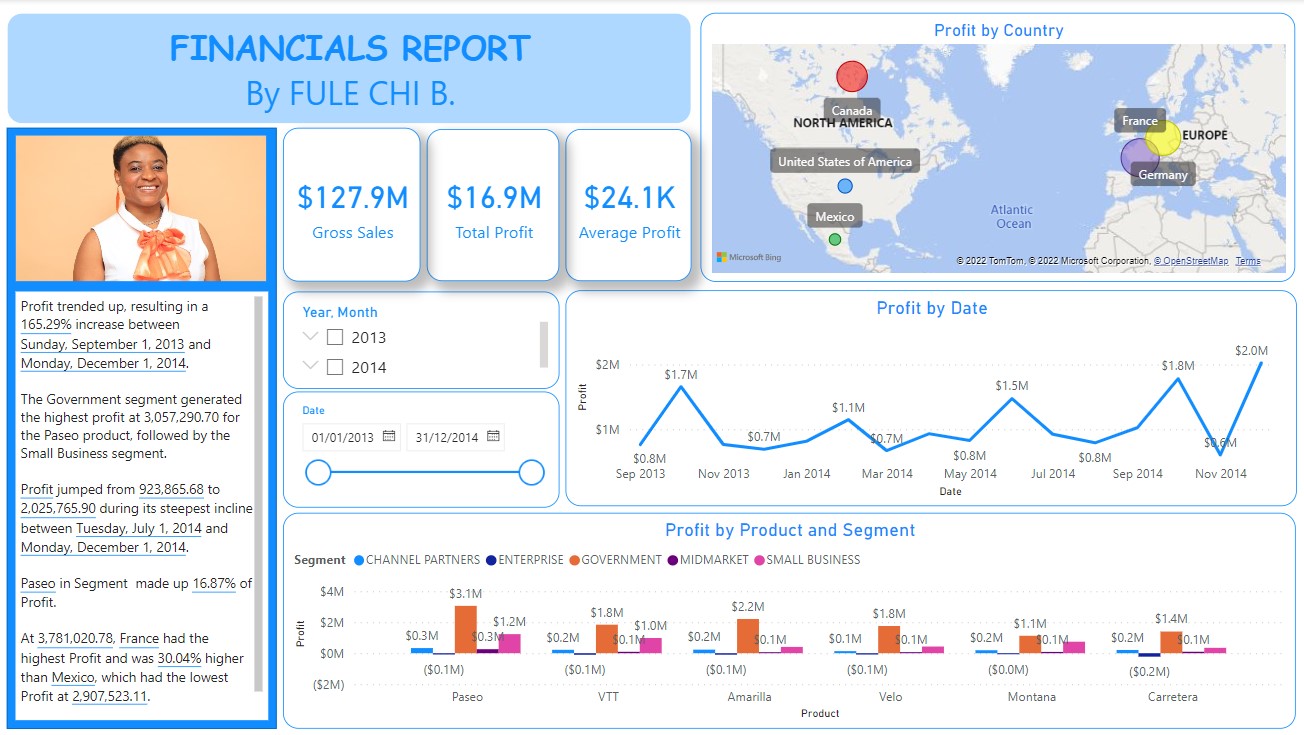 FINANCIALS REPORT
By FULE CHI B.
Profit trended up, resulting in a
165.29% increase between
Sunday, September 1, 2013 and
Monday, December 1, 2014.
The Government segment generated
the highest profit at 3,057,290.70 for
the Paseo product, followed by the
Small Business segment.
Profit jumped from 923,865.68 to
2,025,765.90 during its steepest incline
between Tuesday, July 1, 2014 and
Monday, December 1, 2014.
Paseo in Segment made up 16.87% of
Profit.
At 3,781,020.78, France had the
highest Profit and was 30.04% higher
than Mexico, which had the lowest
Profit at 2,907,523.11.
$127.9M
Gross Sales
$16.9M
Total Profit
$24.1K
Average Profit
Profit by Country
Canada
NORTH AMERICA
United States of America
Mexico
France
EUROPE
Germany
Atlantic
Ocean
Microsoft Bing
© 2022 TomTom, © 2022 Microsoft Corporation, © OpenStreetMap Terms
Year, Month
2013
2014
Date
01/01/2013 31/12/2014
Profit by Date
Profit
$2M
$1M
$0.8M
$1.7M
$0.7M
$1.1M
$0.7M
$0.8M
$1.5M
$0.8M
$1.8M
$0.6M
$2.0M
Sep 2013 Nov 2013 Jan 2014 Mar 2014 May 2014 Jul 2014 Sep 2014 Nov 2014
Date
Profit by Product and Segment
Segment CHANNEL PARTNERS ENTERPRISE GOVERNMENT MIDMARKET SMALL BUSINESS
Profit
$4M
$2M
$0M
($2M)
$0.3M ($0.1M) $3.1M $0.3M $1.2M
$0.2M ($0.1M) $1.8M $0.1M $1.0M
$0.2M ($0.1M) $2.2M $0.1M
$0.1M ($0.1M) $1.8M $0.1M
$0.2M ($0.0M) $1.1M $0.1M
$0.2M ($0.2M) $1.4M $0.1M
Paseo VTT Amarilla Velo Montana Carretera
Product